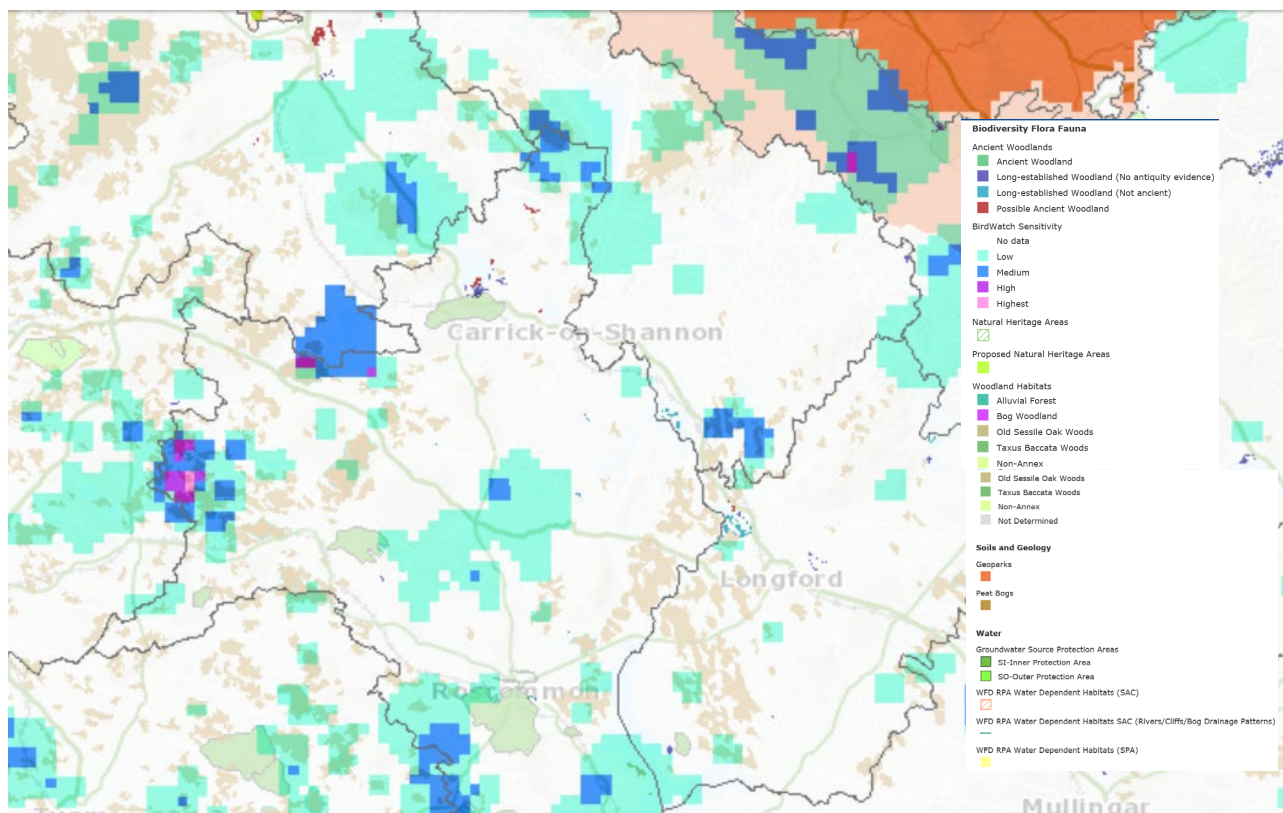 Biodiversity Flora Fauna
Ancient Woodlands
Ancient Woodland
Long-established Woodland (No antiquity evidence)
Long-established Woodland (Not ancient)
Possible Ancient Woodland
BirdWatch Sensitivity
No data
Low
Medium
High
Highest
Natural Heritage Areas
Proposed Natural Heritage Areas
Woodland Habitats
Alluvial Forest
Bog Woodland
Old Sessile Oak Woods
Taxus Baccata Woods
Non-Annex
Old Sessile Oak Woods
Taxus Baccata Woods
Non-Annex
Not Determined
Soils and Geology
Geoparks
Peat Bogs
Water
Groundwater Source Protection Areas
SI-Inner Protection Area
SO-Outer Protection Area
WFD RPA Water Dependent Habitats (SAC)
WFD RPA Water Dependent Habitats SAC (Rivers/Cliffs/Bog Drainage Patterns)
WFD RPA Water Dependent Habitats (SPA)
Carrick-on-Shannon
Longford
Roscommon
Mullingar